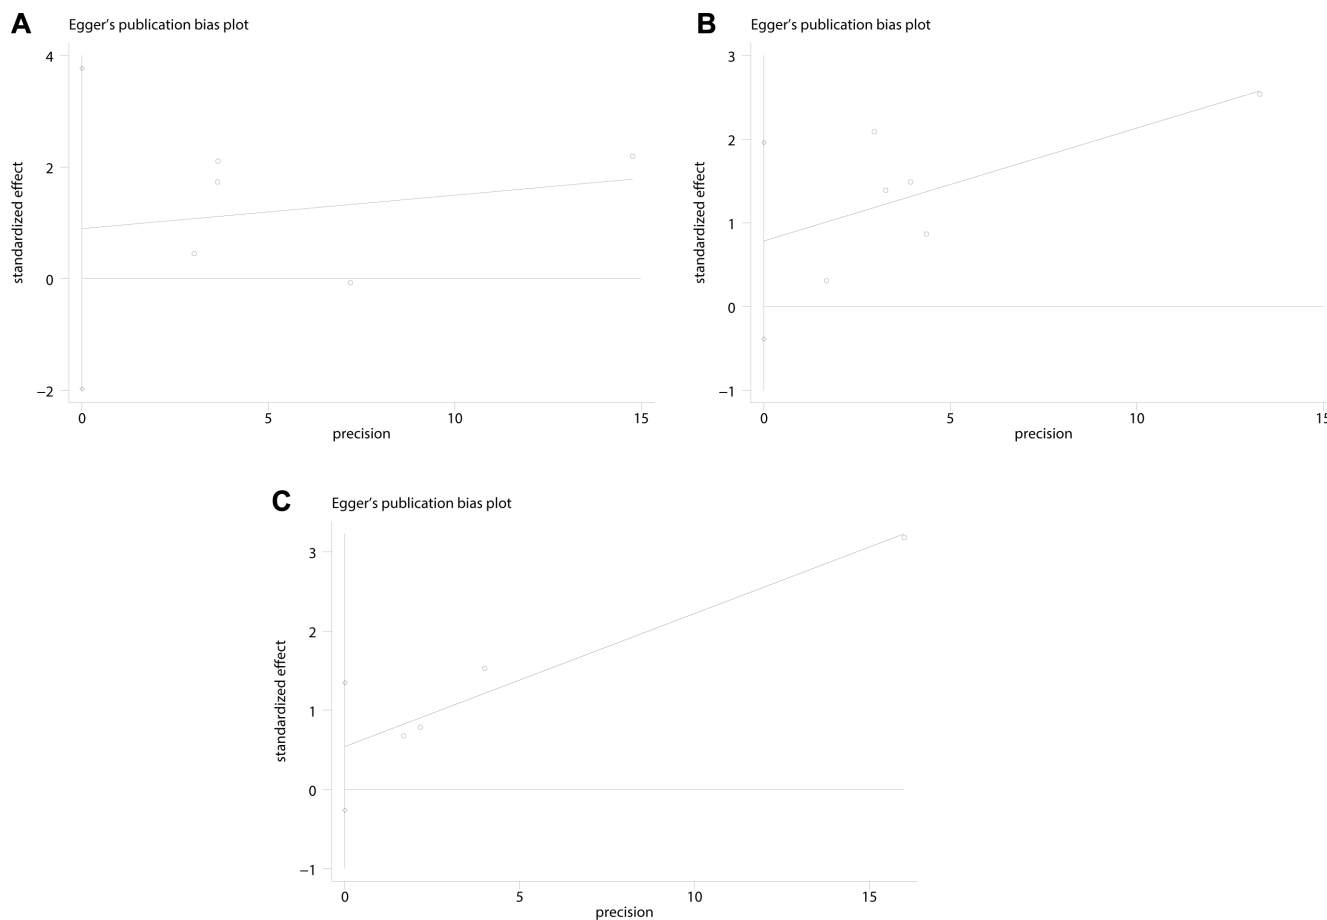 A
Egger’s publication bias plot
4
2
0
−2
standardized effect
0 5 10 15
precision
B
Egger’s publication bias plot
3
2
1
0
−1
standardized effect
0 5 10 15
precision
C
Egger’s publication bias plot
3
2
1
0
−1
standardized effect
0 5 10 15
precision